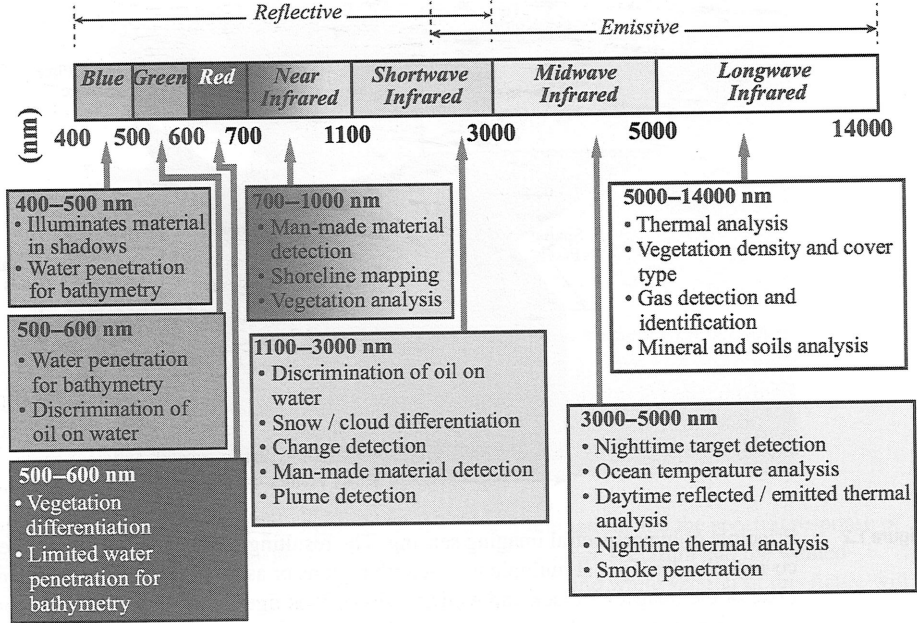 Reflective
Emissive
Blue
Green
Red
Near
Infrared
Shortwave
Infrared
Midwave
Infrared
Longwave
Infrared
(nm)
400
500
600
700
1100
3000
5000
14000
400–500 nm
• Illuminates material
in shadows
• Water penetration
for bathymetry
500–600 nm
• Water penetration
for bathymetry
• Discrimination of
oil on water
500–600 nm
• Vegetation
differentiation
• Limited water
penetration for
bathymetry
700–1000 nm
• Man-made material
detection
• Shoreline mapping
• Vegetation analysis
1100–3000 nm
• Discrimination of oil on
water
• Snow / cloud differentiation
• Change detection
• Man-made material detection
• Plume detection
5000–14000 nm
• Thermal analysis
• Vegetation density and cover
type
• Gas detection and
identification
• Mineral and soils analysis
3000–5000 nm
• Nighttime target detection
• Ocean temperature analysis
• Daytime reflected / emitted thermal
analysis
• Nightime thermal analysis
• Smoke penetration